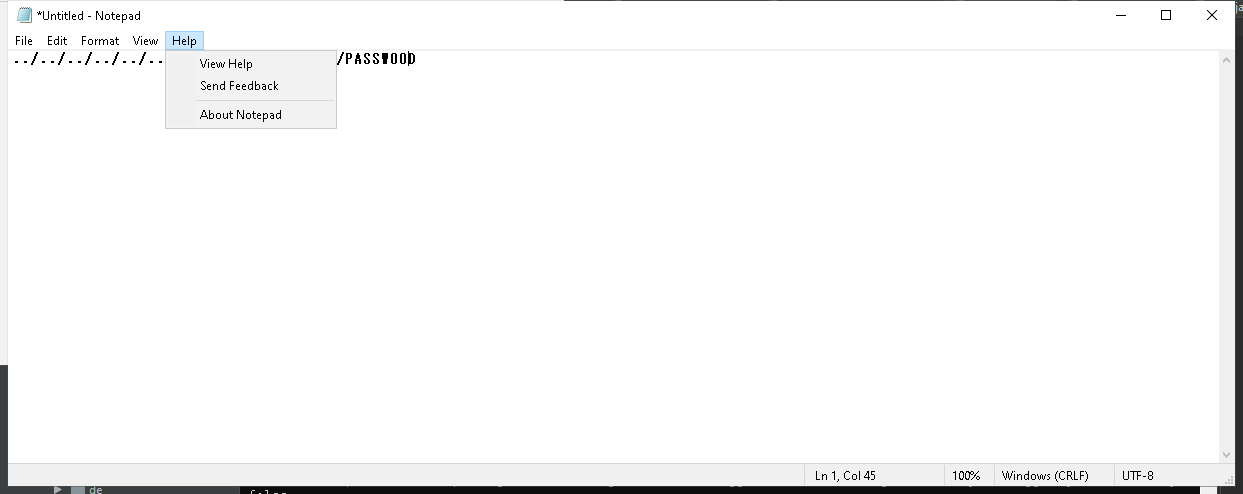 *Untitled - Notepad
File Edit Format View Help
../../../../../.. /PASSWOOD
View Help
Send Feedback
About Notepad
Ln 1, Col 45 100% Windows (CRLF) UTF-8
de